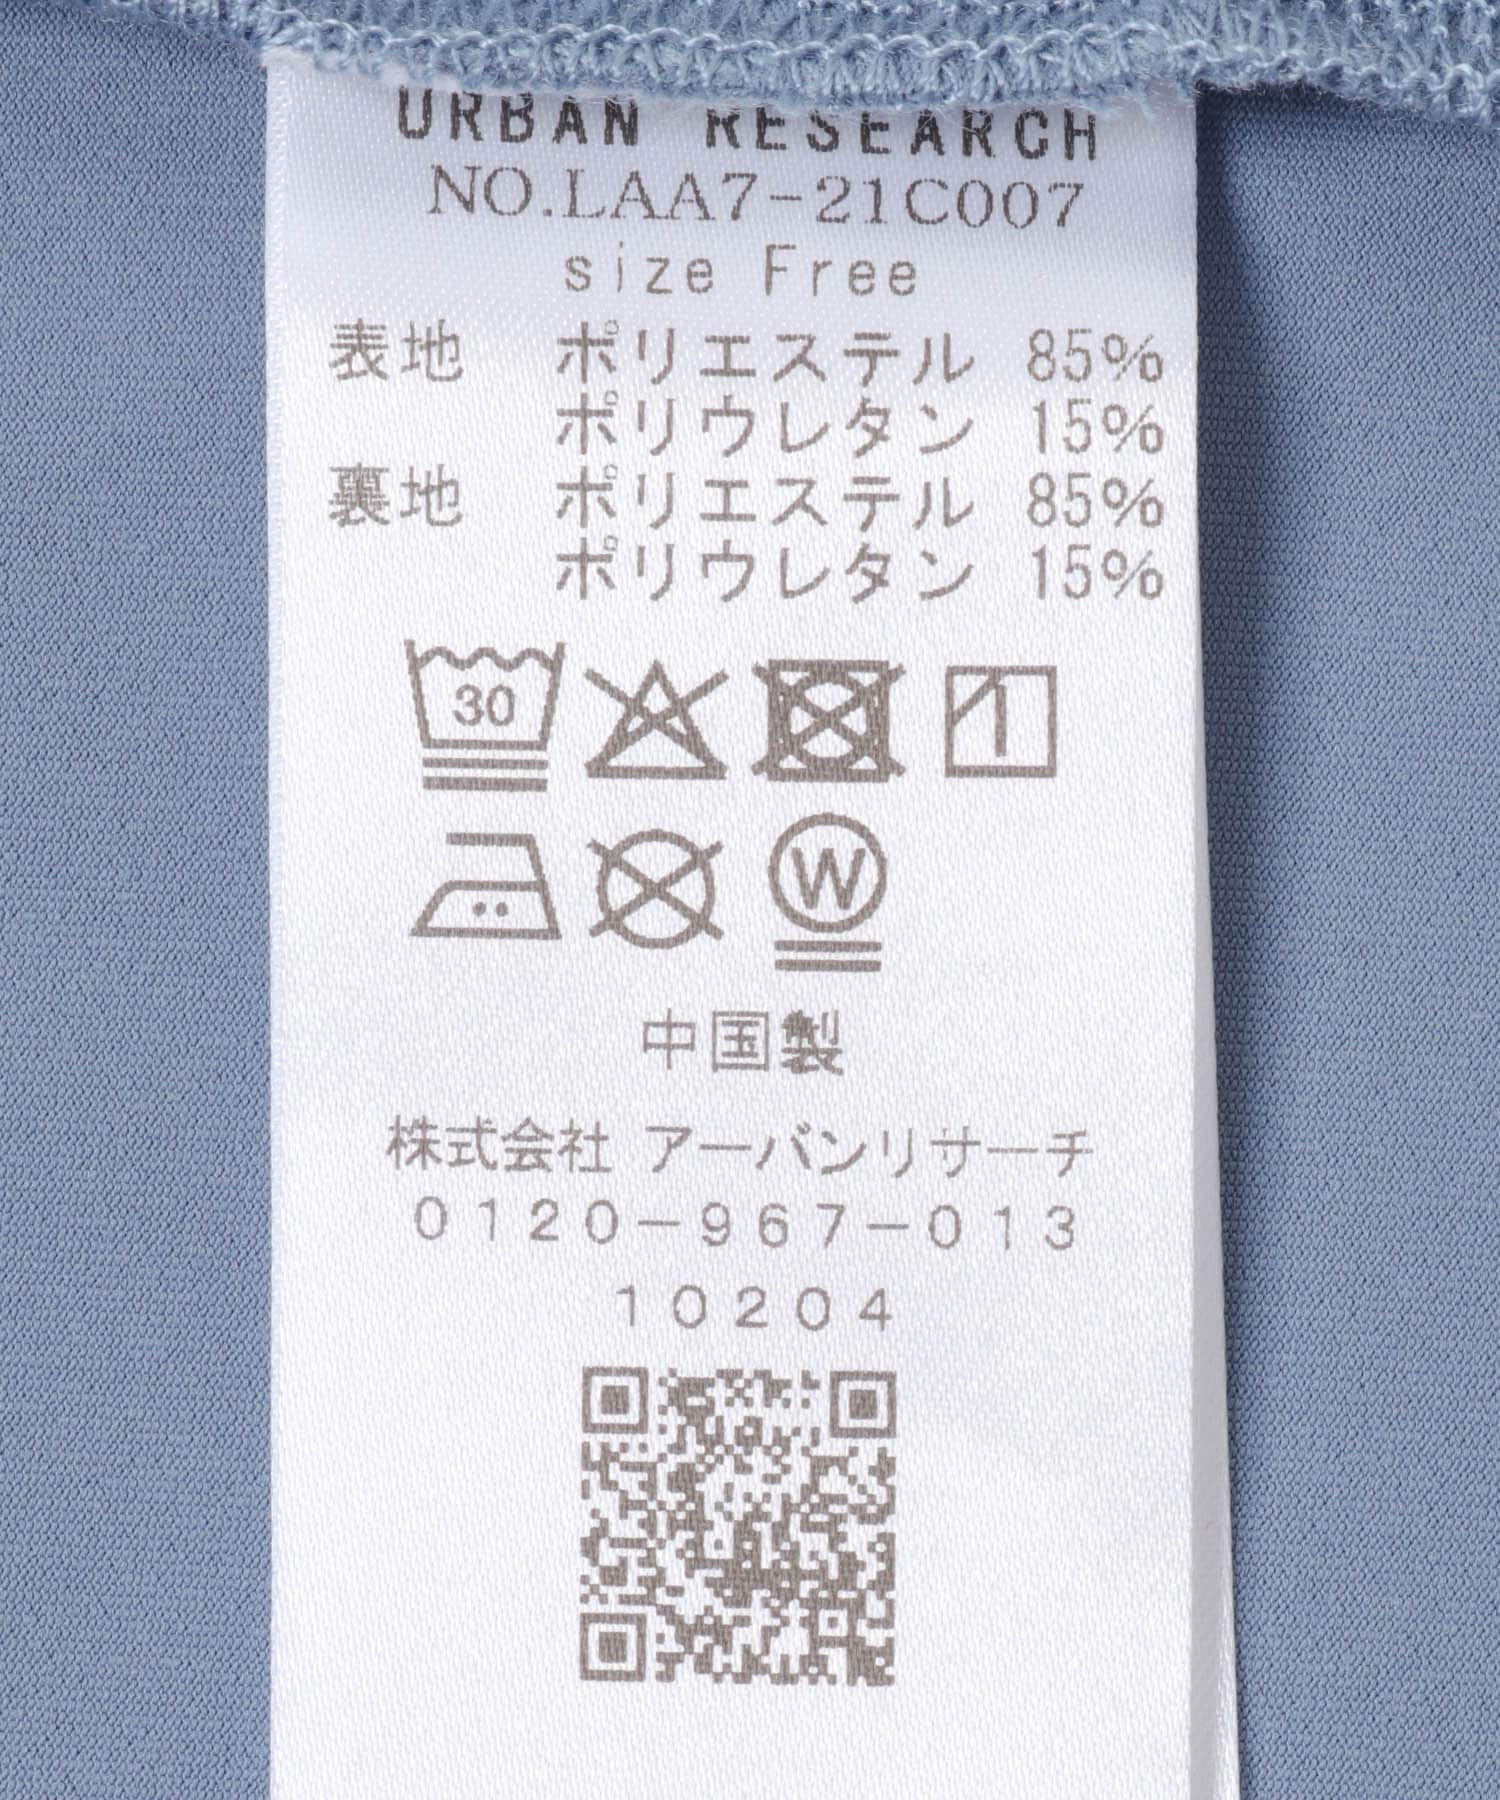 URBAN RESEARCH
NO.LAA7-21C007
size Free
表地 ポリエステル 85%
ポリウレタン 15%
裏地 ポリエステル 85%
ポリウレタン 15%
30
W
中国製
株式会社 アーバンリサーチ
0120-967-013
10204